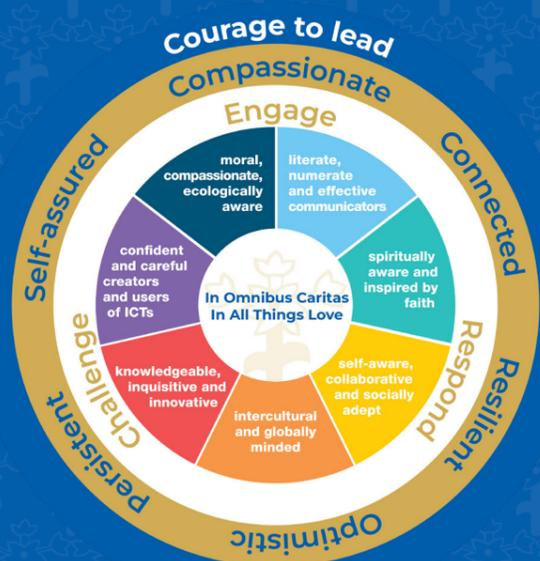 Courage to lead
Compassionate
Connected
Resilient
Optimistic
Persistent
Self-assured
Engage
Respond
Challenge
literate,
numerate
and effective
communicators
spiritually
aware and
inspired by
faith
self-aware,
collaborative
and socially
adept
intercultural
and globally
minded
knowledgeable,
inquisitive and
innovative
confident
and careful
creators
and users
of ICTs
moral,
compassionate,
ecologically
aware
In Omnibus Caritas
In All Things Love